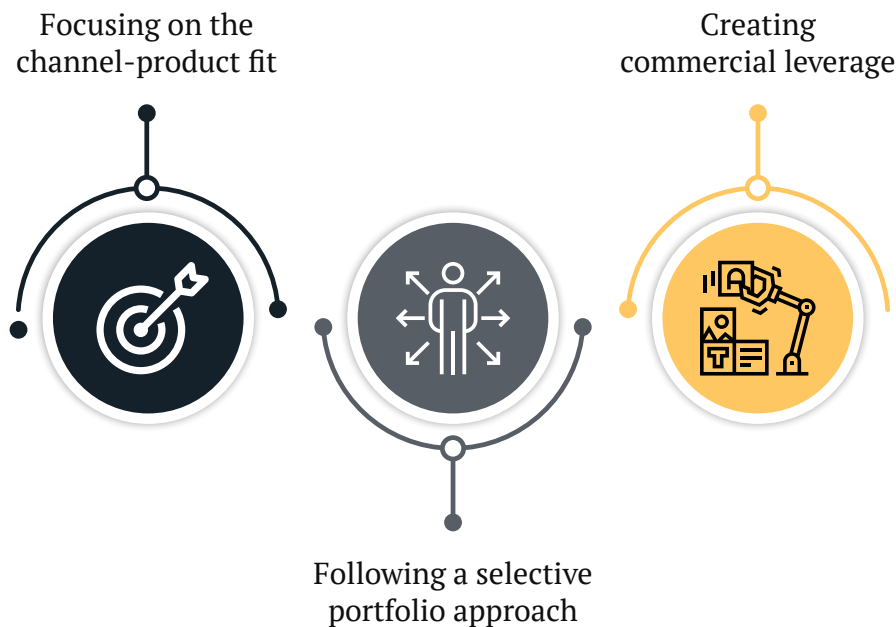 Focusing on the
channel-product fit
Following a selective
portfolio approach
Creating
commercial leverage